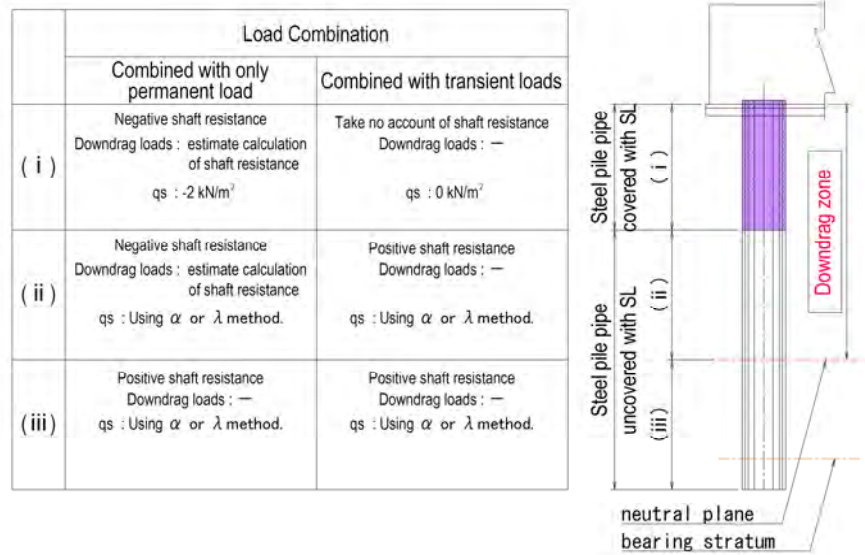 Load Combination
Combined with only
permanent load
Combined with transient loads
( i )
Negative shaft resistance
Downdrag loads : estimate calculation
of shaft resistance
qs : -2 kN/m²
Take no account of shaft resistance
Downdrag loads : —
qs : 0 kN/m²
( ii )
Negative shaft resistance
Downdrag loads : estimate calculation
of shaft resistance
qs : Using α or λ method.
Positive shaft resistance
Downdrag loads : —
qs : Using α or λ method.
(iii)
Positive shaft resistance
Downdrag loads : —
qs : Using α or λ method.
Positive shaft resistance
Downdrag loads : —
qs : Using α or λ method.
Steel pile pipe
covered with SL
( i )
Steel pile pipe
uncovered with SL
( ii )
(iii)
Downdrag zone
neutral plane
bearing stratum